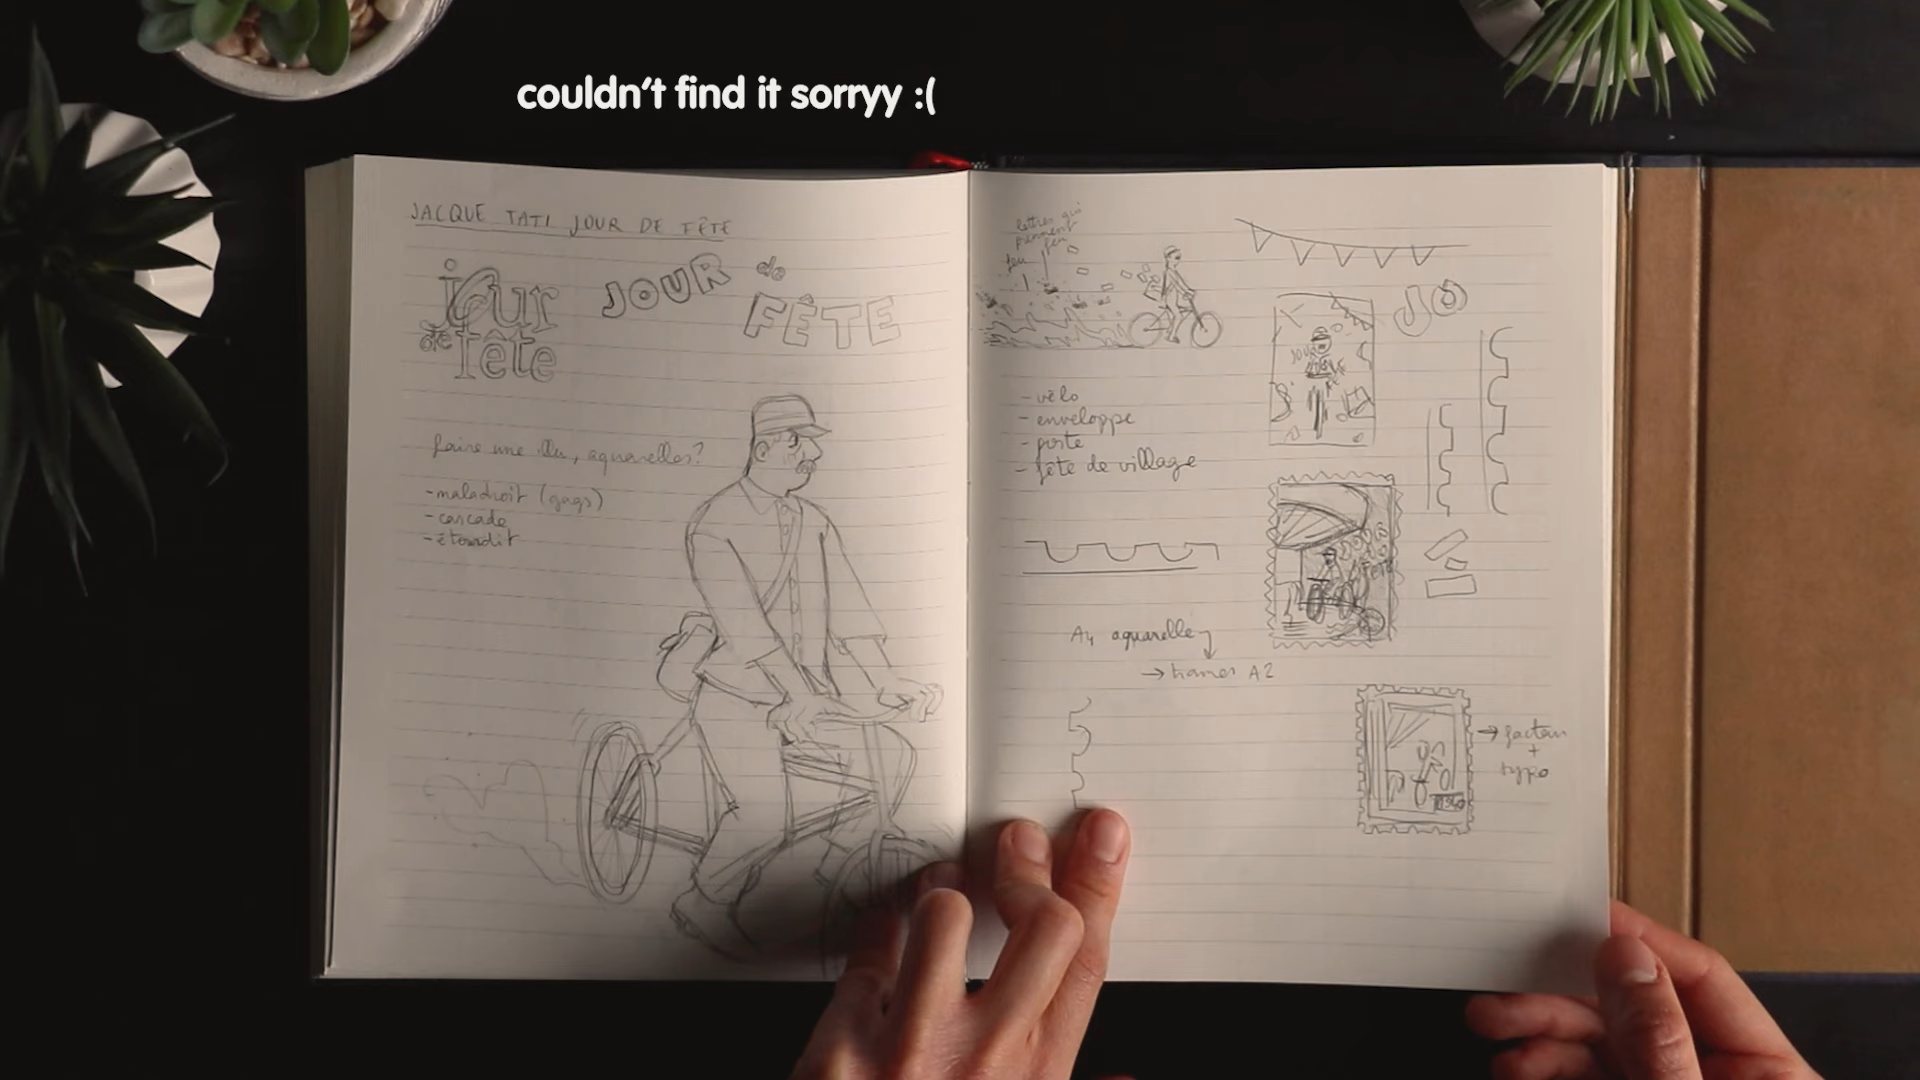 couldn't find it sorryy :(
JACQUE TATI JOUR DE FÊTE
jour
de fête
JOUR de
FÊTE
faire une illu, aquarelles?
- maladroit (gags)
- cascade
- étourdit
lettres qui
prennent
feu
- vélo
- enveloppe
- poste
- fête de village
JO
A4 aquarelle
→ trames A2
→ facteur
+
typo